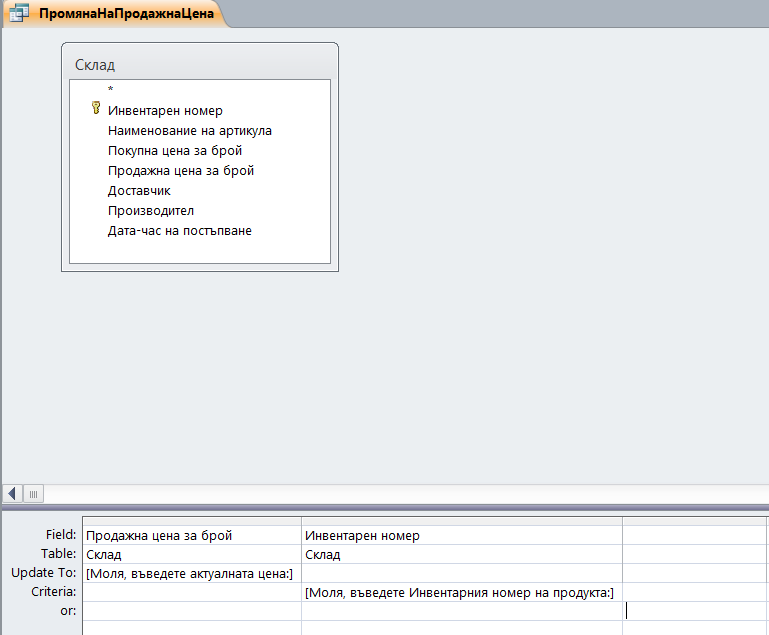 ПромянаНаПродажнаЦена
Склад
*
Инвентарен номер
Наименование на артикула
Покупна цена за брой
Продажна цена за брой
Доставчик
Производител
Дата-час на постъпване
Field: Продажна цена за брой Инвентарен номер
Table: Склад Склад
Update To: [Моля, въведете актуалната цена:]
Criteria: [Моля, въведете Инвентарния номер на продукта:]
or: